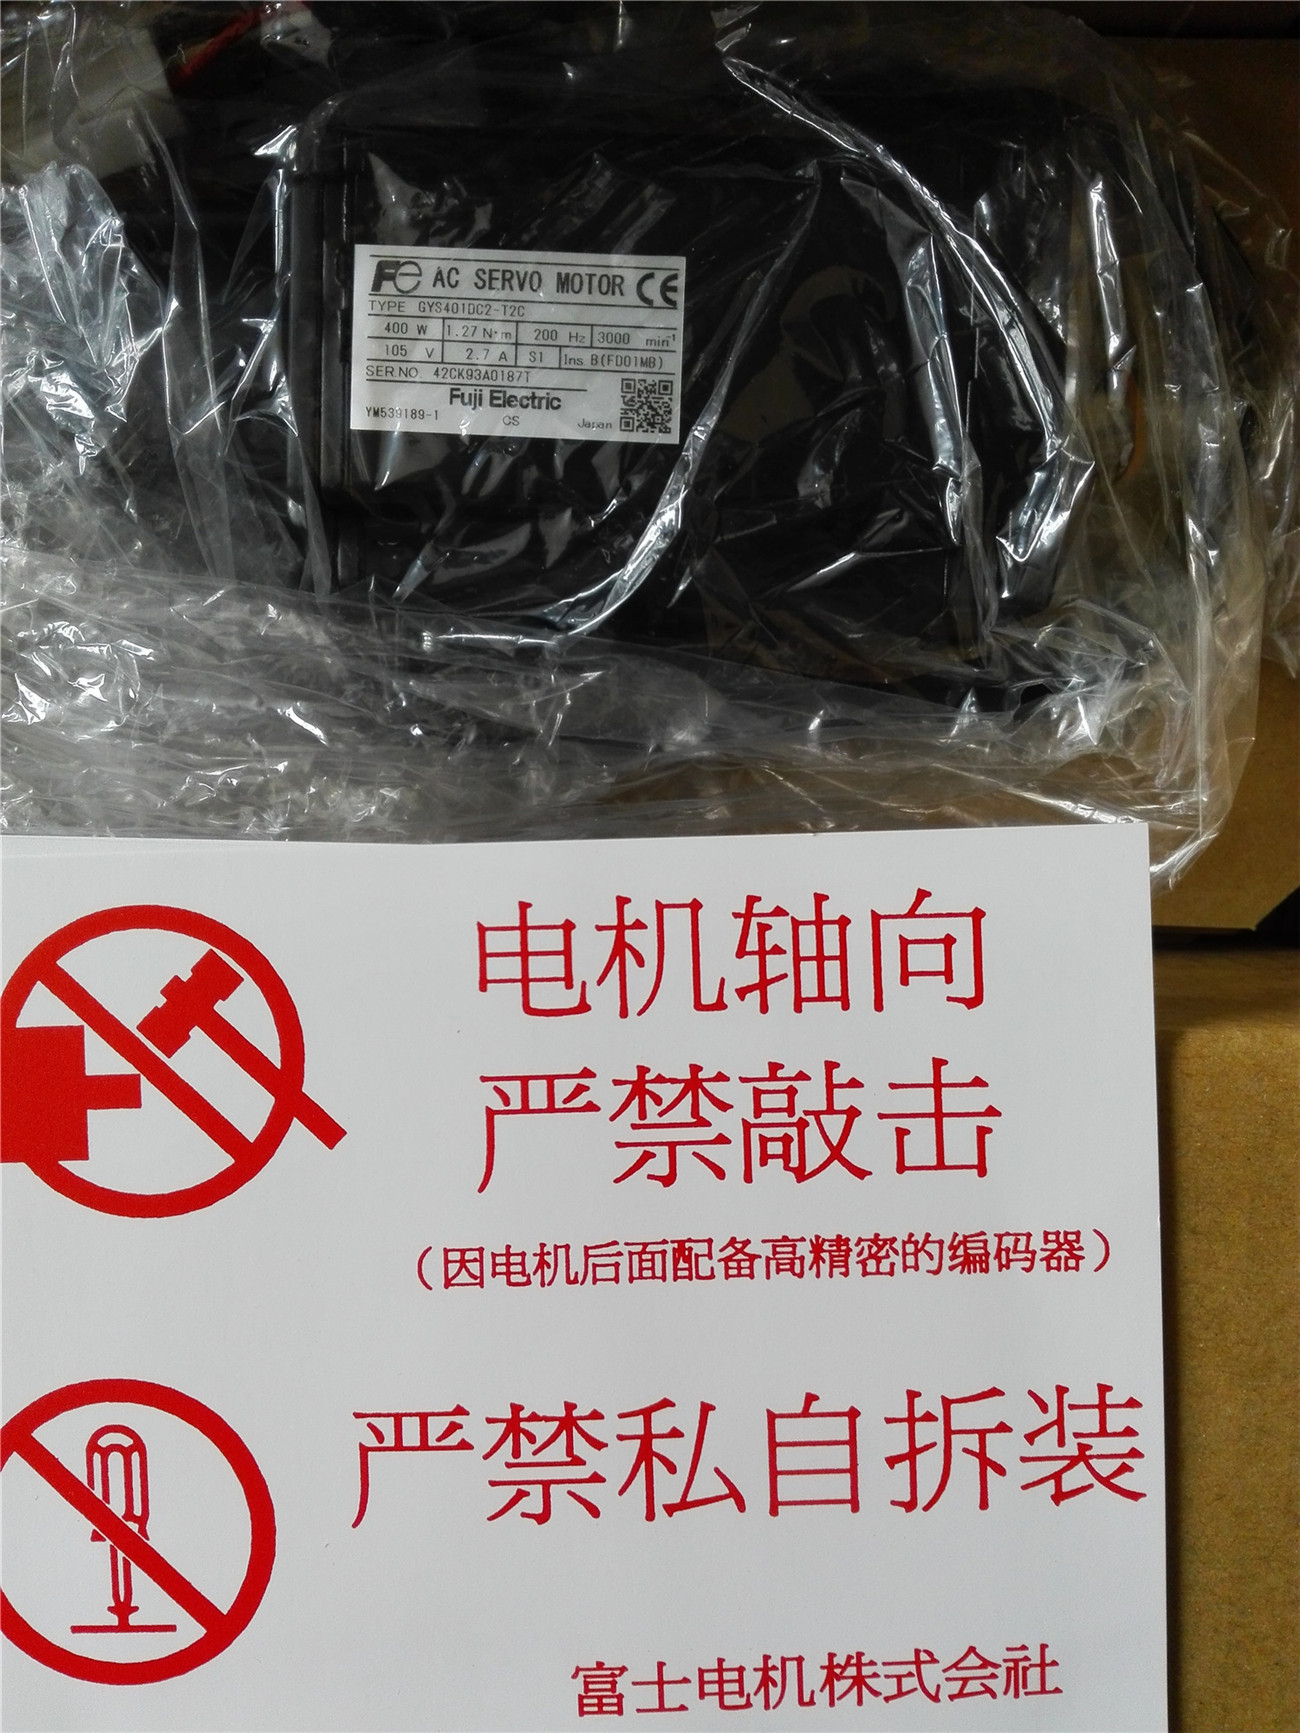 Fe AC SERVO MOTOR CE
TYPE GYS401DC2-T2C
400 W 1.27 N·m 200 Hz 3000 min⁻¹
105 V 2.7 A S1 Ins. B(FD01MB)
SER.NO. 42CK93A0187T
Fuji Electric
YM539189-1 CS Japan
电机轴向
严禁敲击
（因电机后面配备高精密的编码器）
严禁私自拆装
富士电机株式会社